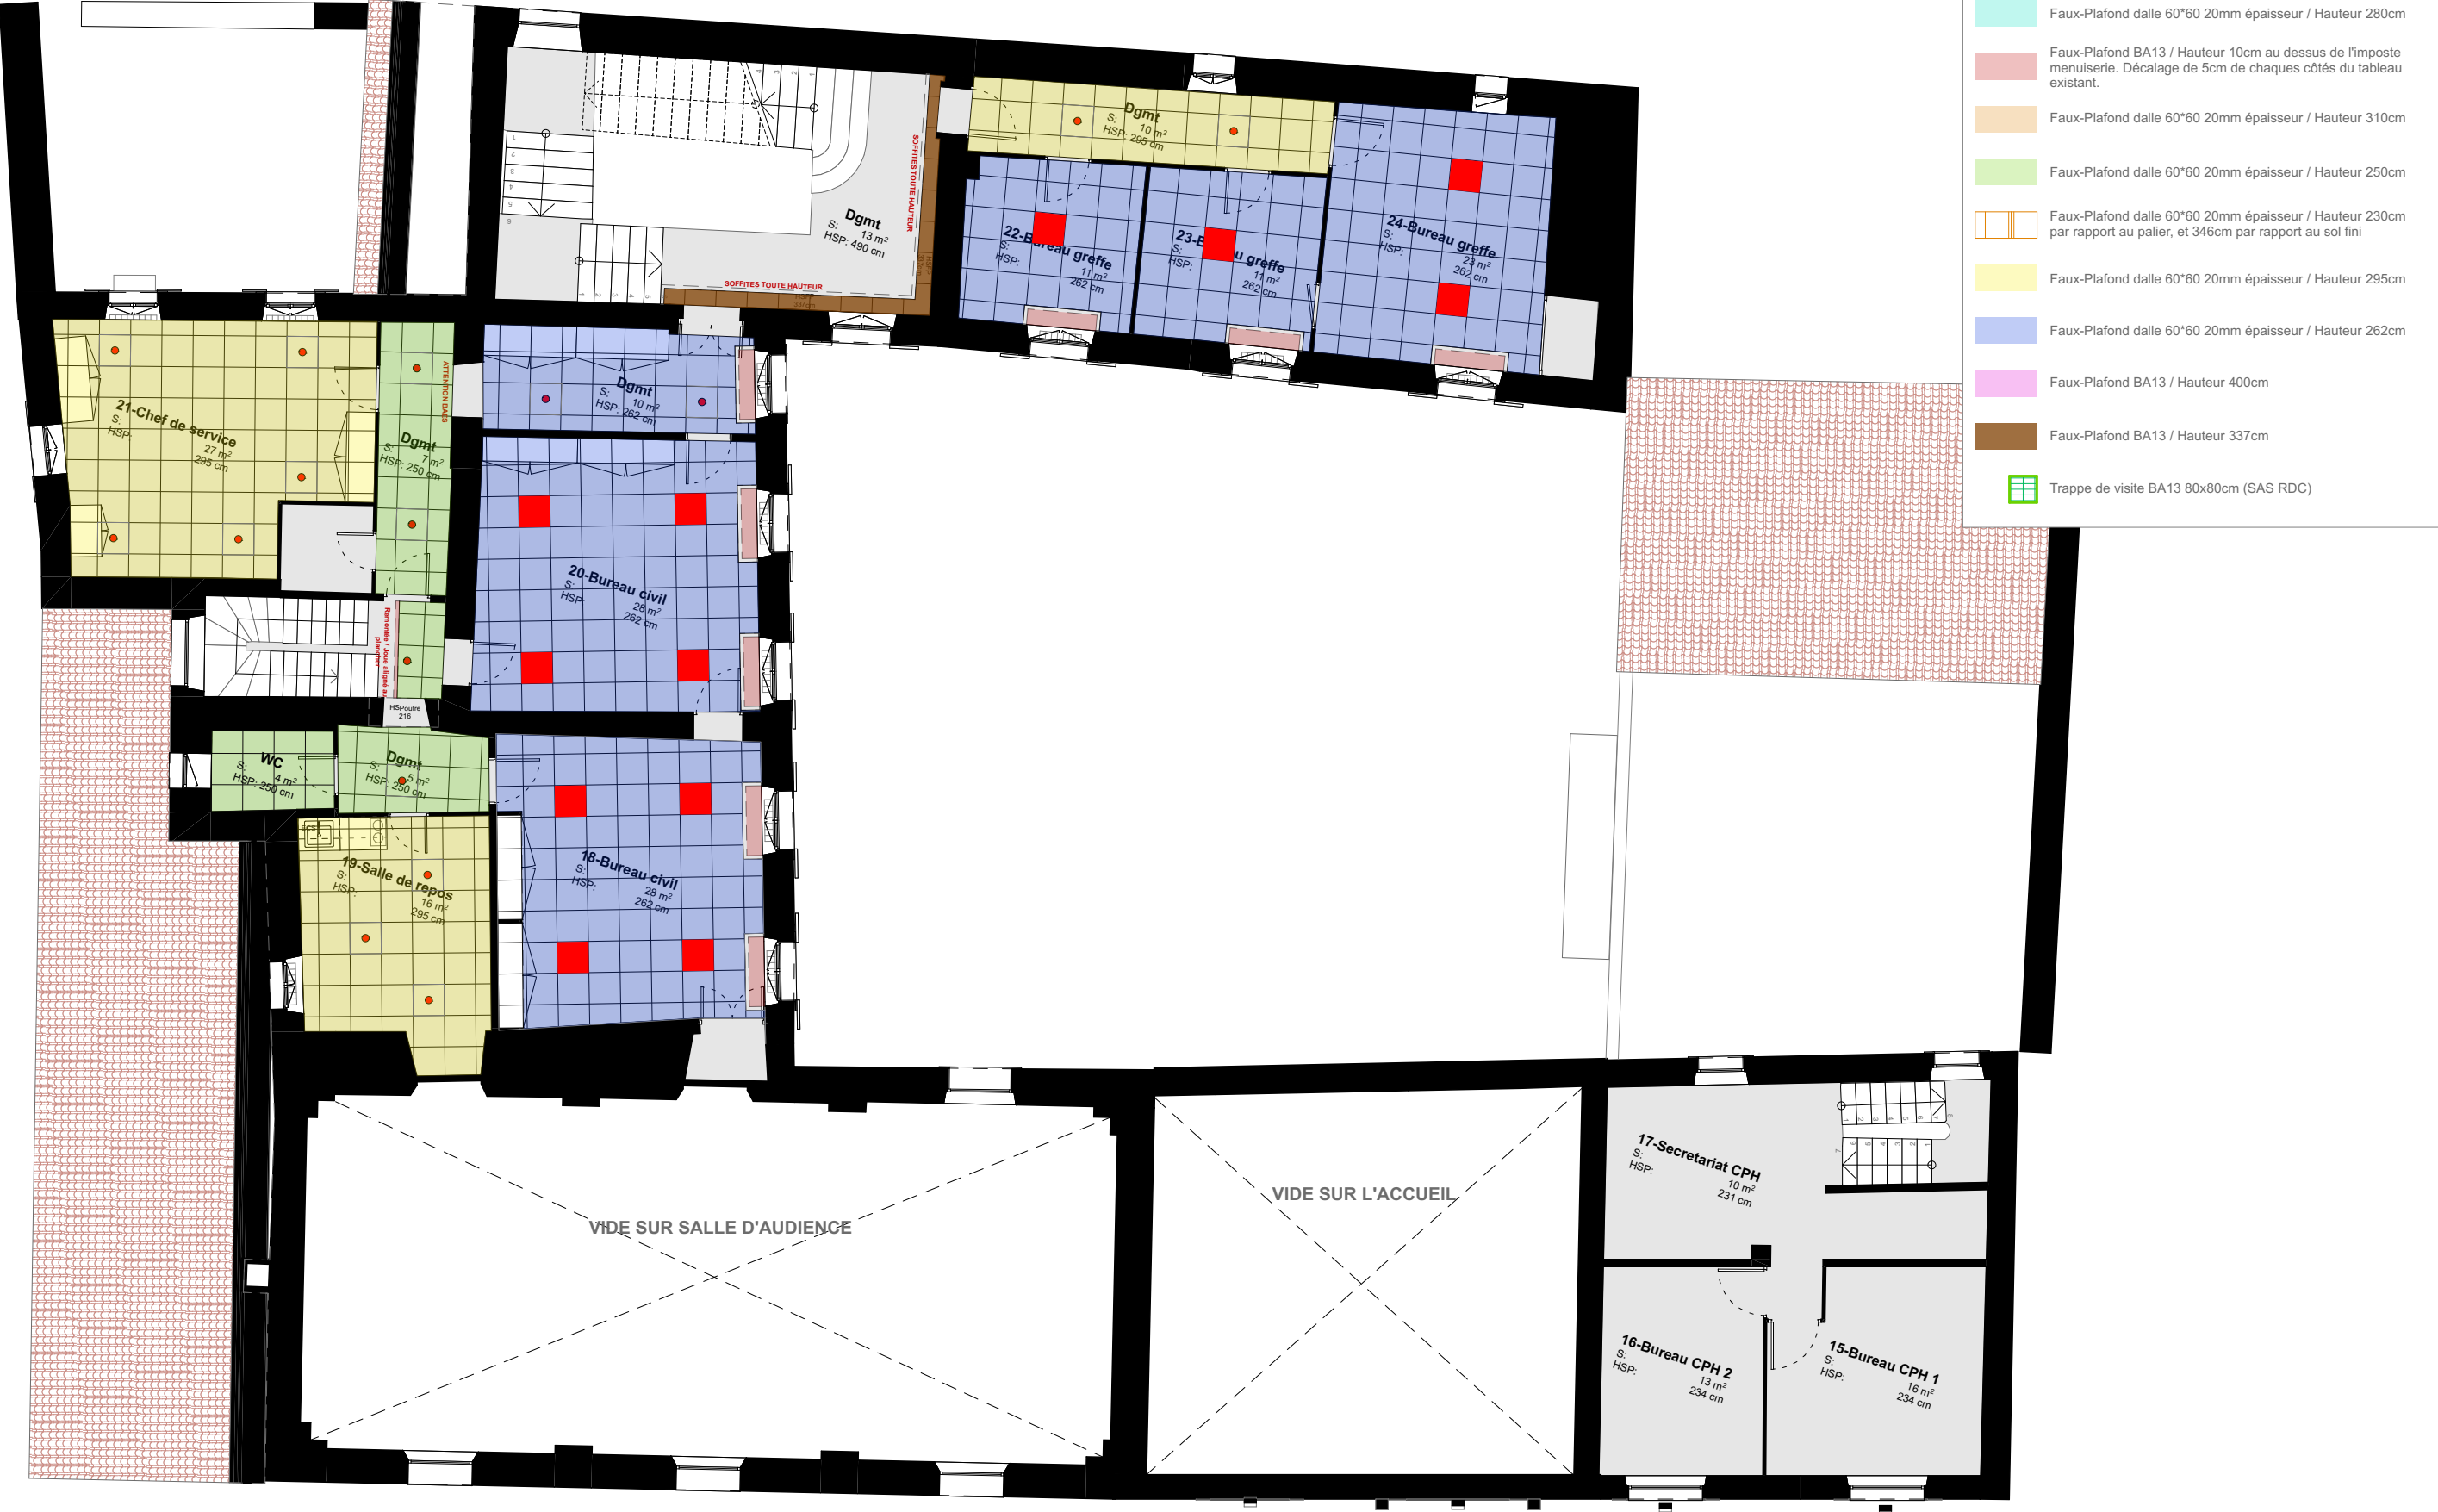 Faux-Plafond dalle 60*60 20mm épaisseur / Hauteur 280cm
Faux-Plafond BA13 / Hauteur 10cm au dessus de l'imposte
menuiserie. Décalage de 5cm de chaques côtés du tableau
existant.
Faux-Plafond dalle 60*60 20mm épaisseur / Hauteur 310cm
Faux-Plafond dalle 60*60 20mm épaisseur / Hauteur 250cm
Faux-Plafond dalle 60*60 20mm épaisseur / Hauteur 230cm
par rapport au palier, et 346cm par rapport au sol fini
Faux-Plafond dalle 60*60 20mm épaisseur / Hauteur 295cm
Faux-Plafond dalle 60*60 20mm épaisseur / Hauteur 262cm
Faux-Plafond BA13 / Hauteur 400cm
Faux-Plafond BA13 / Hauteur 337cm
Trappe de visite BA13 80x80cm (SAS RDC)
Dgmt
S: 10 m²
HSP: 295 cm
Dgmt
S: 13 m²
HSP: 490 cm
SOFFITES TOUTE HAUTEUR
SOFFITES TOUTE HAUTEUR
HSFP
337cm
HSFP
337cm
22-Bureau greffe
S: 11 m²
HSP: 262 cm
23-B u greffe
S: 11 m²
HSP: 262 cm
24-Bureau greffe
S: 23 m²
HSP: 262 cm
21-Chef de service
S: 27 m²
HSP: 295 cm
ATTENTION BAES
Dgmt
S: 7 m²
HSP: 250 cm
Dgmt
S: 10 m²
HSP: 262 cm
20-Bureau civil
S: 28 m²
HSP: 262 cm
Remontée / Joue aligné au
plancher
HSPoutre
216
WC
S: 4 m²
HSP: 250 cm
Dgmt
S: 5 m²
HSP: 250 cm
19-Salle de repos
S: 16 m²
HSP: 295 cm
18-Bureau civil
S: 28 m²
HSP: 262 cm
VIDE SUR SALLE D'AUDIENCE
VIDE SUR L'ACCUEIL
17-Secretariat CPH
S: 10 m²
HSP: 231 cm
16-Bureau CPH 2
S: 13 m²
HSP: 234 cm
15-Bureau CPH 1
S: 16 m²
HSP: 234 cm